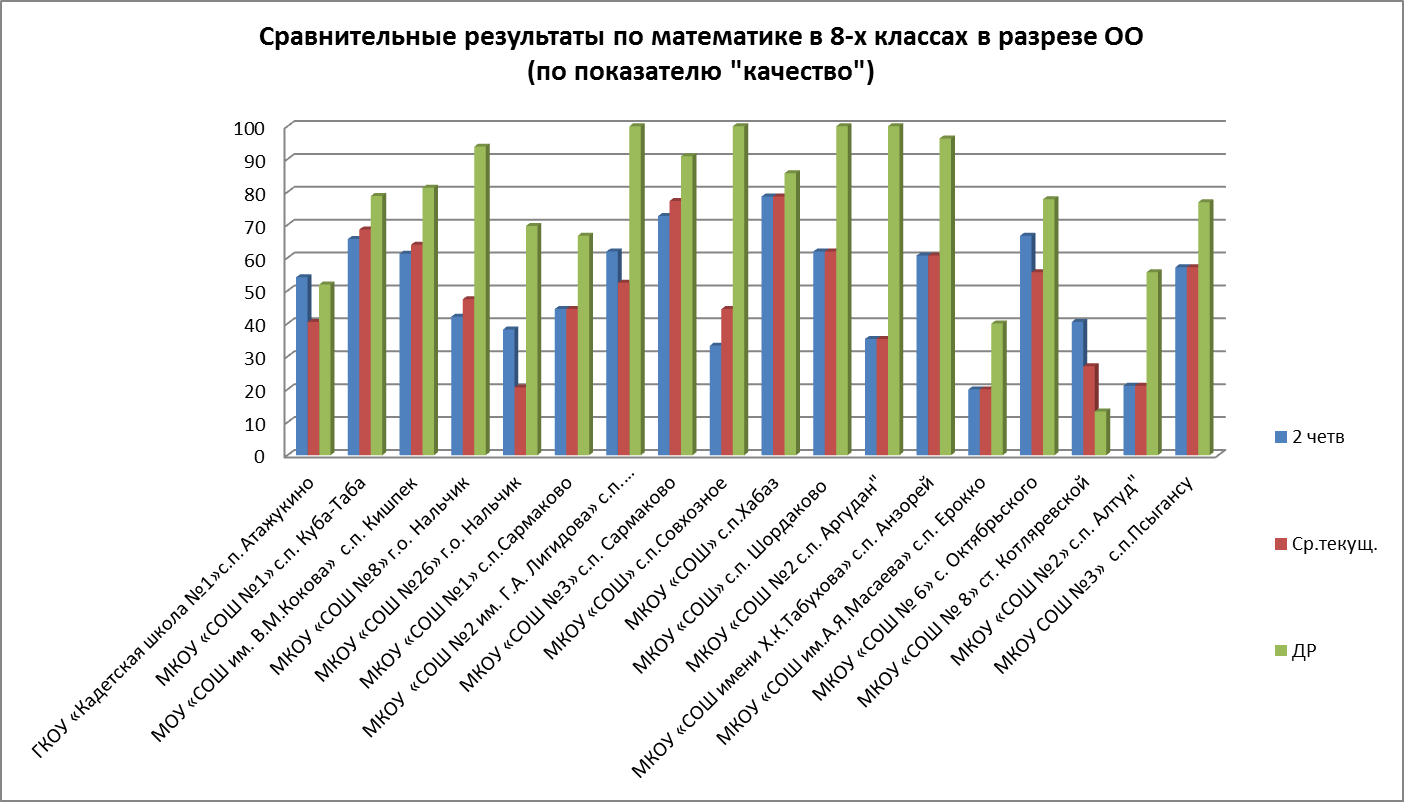 Сравнительные результаты по математике в 8-х классах в разрезе ОО
(по показателю "качество")
100
90
80
70
60
50
40
30
20
10
0
ГКОУ «Кадетская школа №1»с.п. Атажукино
МКОУ «СОШ №1» с.п. Куба-Таба
МОУ «СОШ им. В.М.Кокова»  с.п. Кишпек
МКОУ «СОШ №8» г.о. Нальчик
МКОУ «СОШ №26» г.о. Нальчик
МКОУ «СОШ №1» с.п.Сармаково
МКОУ  «СОШ №2 им. Г.А. Лигидова» с.п....
МКОУ «СОШ №3» с.п. Сармаково
МКОУ «СОШ» с.п.Совхозное
МКОУ «СОШ» с.п.Хабаз
МКОУ «СОШ» с.п. Шордаково
МКОУ «СОШ №2 с.п. Аргудан"
МКОУ «СОШ имени Х.К.Табухова» с.п. Анзорей
МКОУ «СОШ им.А.Я.Масаева» с.п. Ерокко
МКОУ «СОШ № 6» с. Октябрьского
МКОУ «СОШ № 8» ст. Котляревской
МКОУ «СОШ №2» с.п. Алтуд"
МКОУ СОШ №3»  с.п.Псыгансу
2 четв
Ср.текущ.
ДР